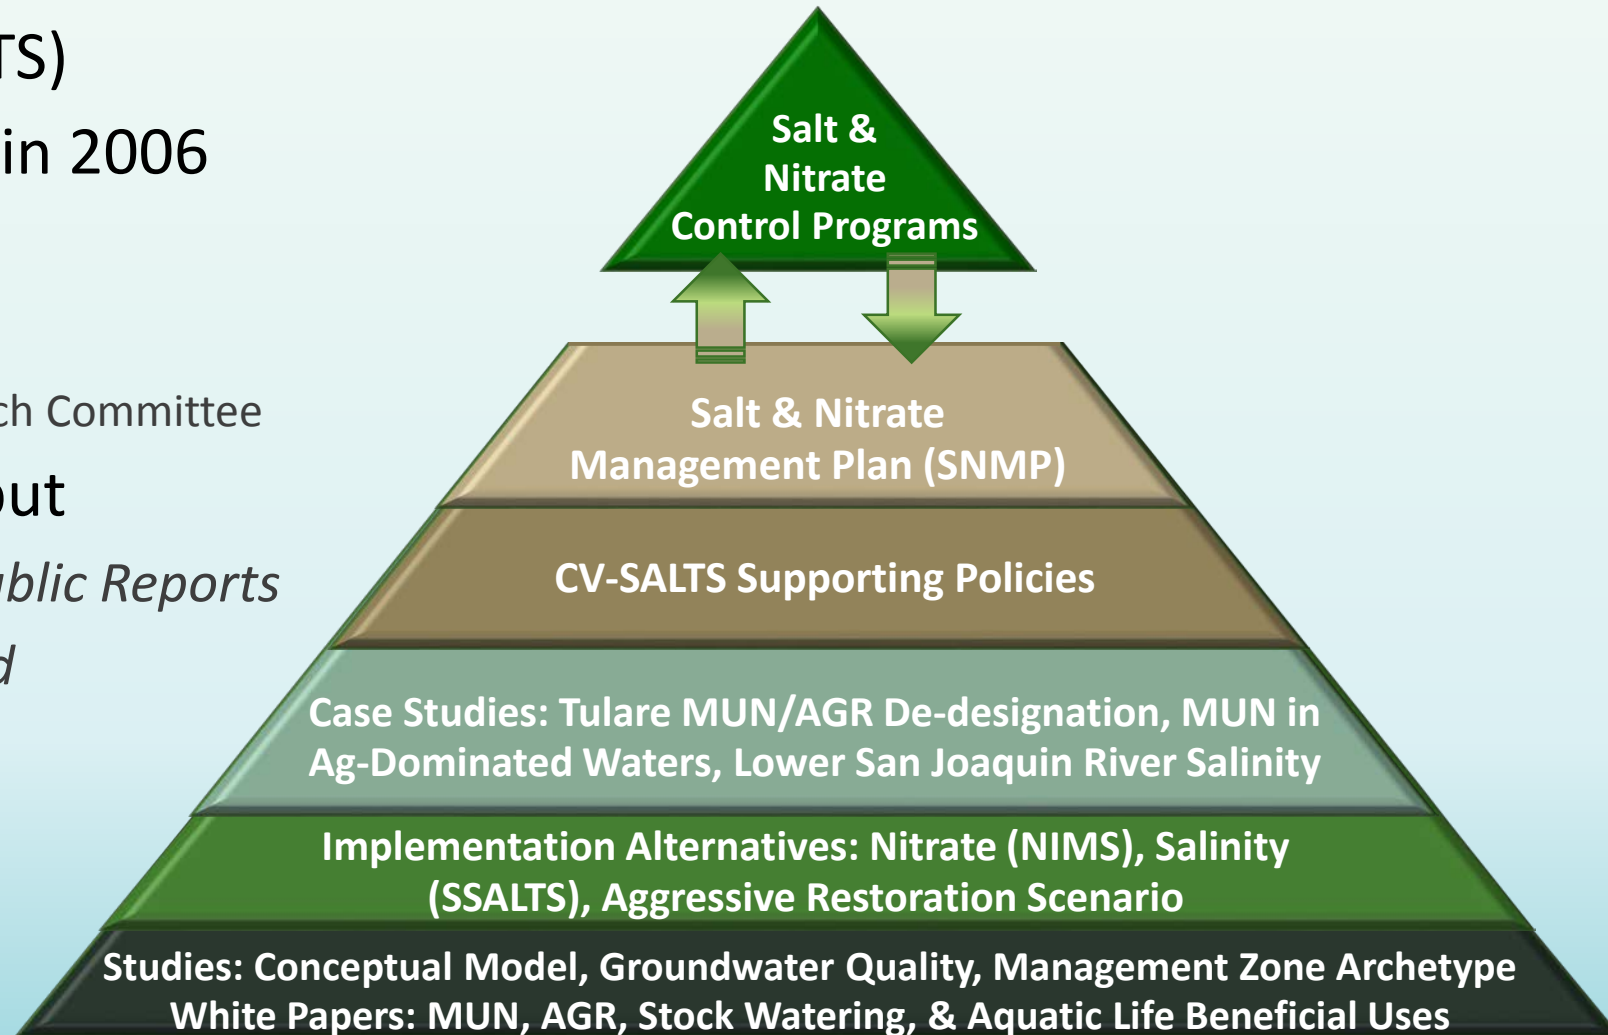 TS)
in 2006
ch Committee
out
ublic Reports
d
Salt &
Nitrate
Control Programs
Salt & Nitrate
Management Plan (SNMP)
CV-SALTS Supporting Policies
Case Studies: Tulare MUN/AGR De-designation, MUN in
Ag-Dominated Waters, Lower San Joaquin River Salinity
Implementation Alternatives: Nitrate (NIMS), Salinity
(SSALTS), Aggressive Restoration Scenario
Studies: Conceptual Model, Groundwater Quality, Management Zone Archetype
White Papers: MUN, AGR, Stock Watering, & Aquatic Life Beneficial Uses